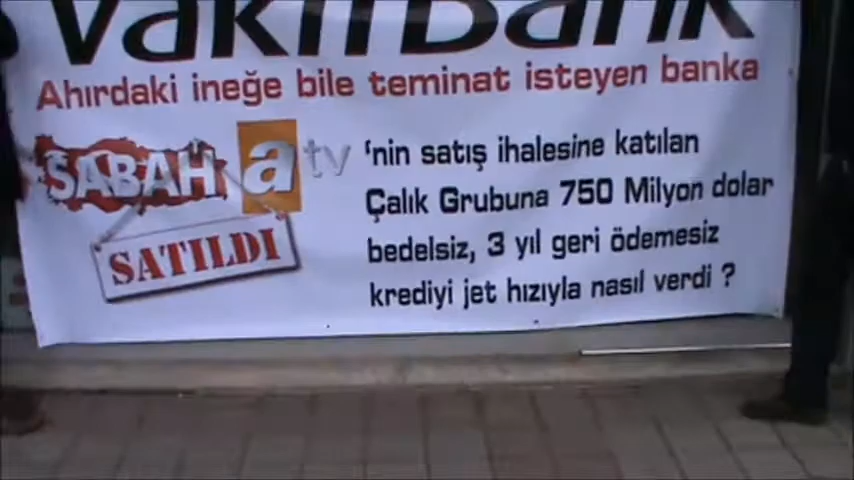 VakıfBank
Ahırdaki ineğe bile teminat isteyen banka
SABAH atv 'nin satış ihalesine katılan
Çalık Grubuna 750 Milyon dolar
SATILDI bedelsiz, 3 yıl geri ödemesiz
krediyi jet hızıyla nasıl verdi ?